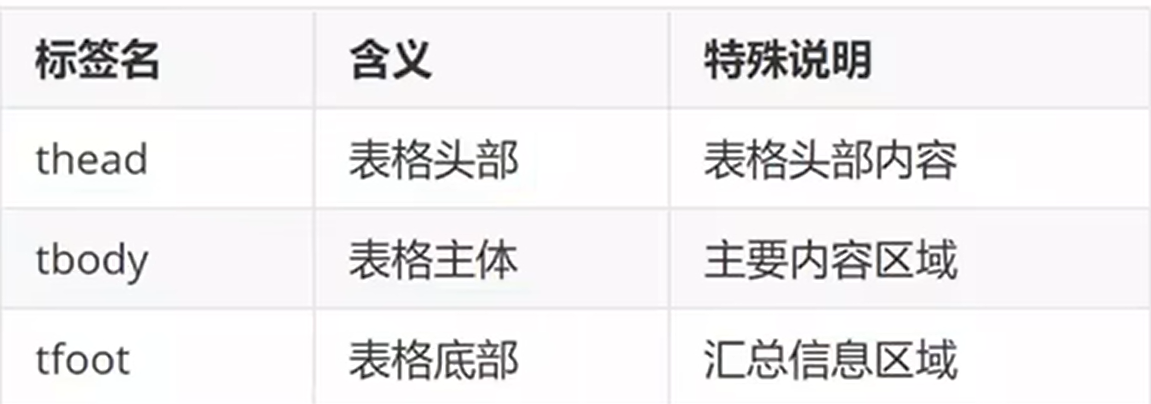 标签名 含义 特殊说明
thead 表格头部 表格头部内容
tbody 表格主体 主要内容区域
tfoot 表格底部 汇总信息区域